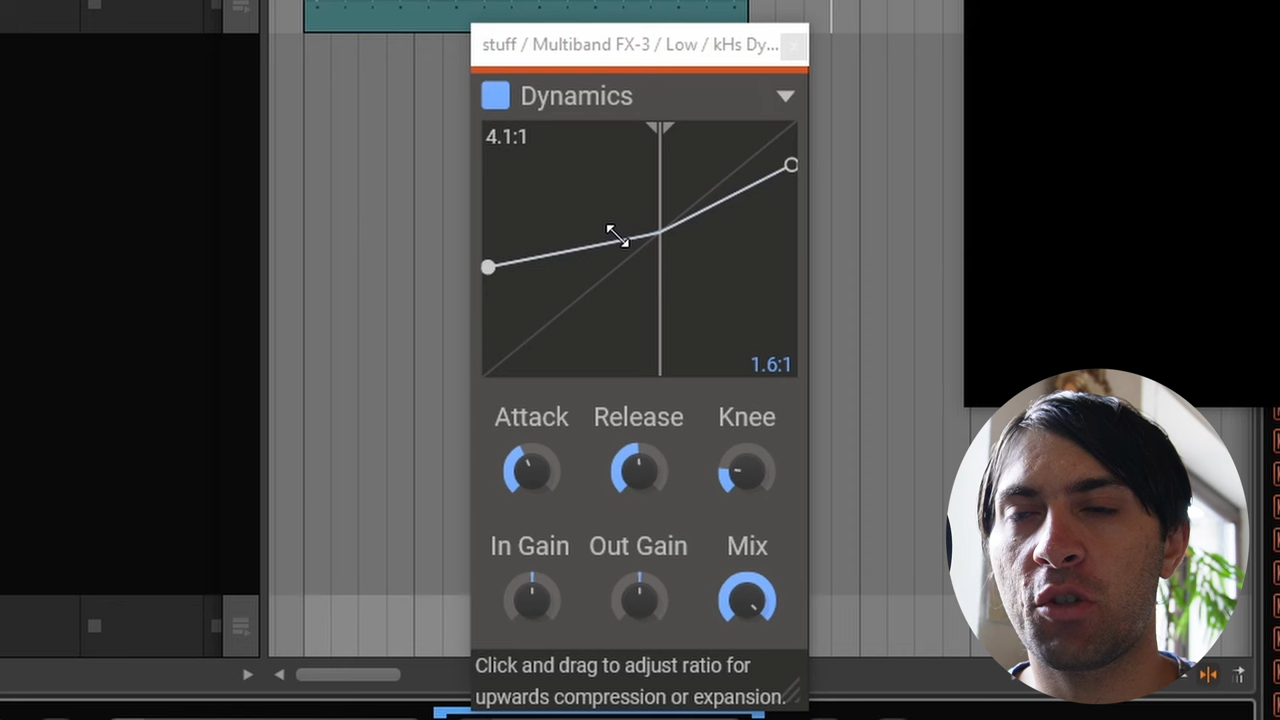 stuff / Multiband FX-3 / Low / kHs Dy... x
Dynamics
4.1:1
1.6:1
Attack Release Knee
In Gain Out Gain Mix
Click and drag to adjust ratio for
upwards compression or expansion.